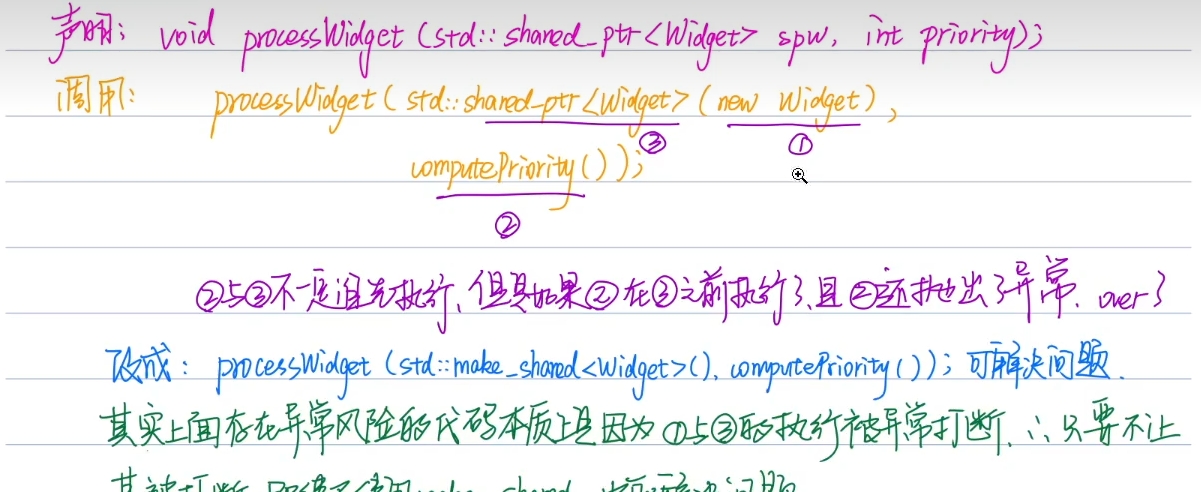 声明: void processWidget (std::shared_ptr<Widget> spw, int priority);
调用: processWidget ( std::shared_ptr<Widget> (new Widget),
③ ①
computePriority() );
②
②与③不一定谁先执行, 但是如果②在③之前执行了, 且②还抛出了异常, over了
改成: processWidget (std::make_shared<Widget>(), computePriority()); 可解决问题.
其实上面存在异常风险的代码本质上是因为①与③的执行被异常打断, ∴只要不让
其被打断, make_shared